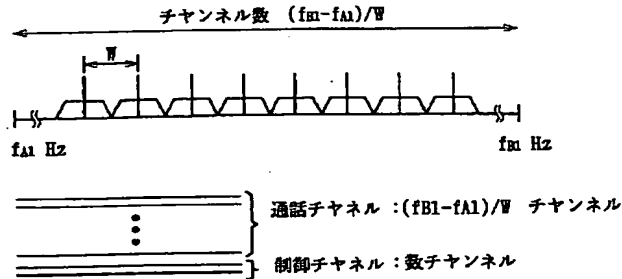 チャンネル数 (fB1-fA1)/W
W
fA1 Hz
fB1 Hz
通話チャネル:(fB1-fA1)/W チャンネル
制御チャネル:数チャンネル